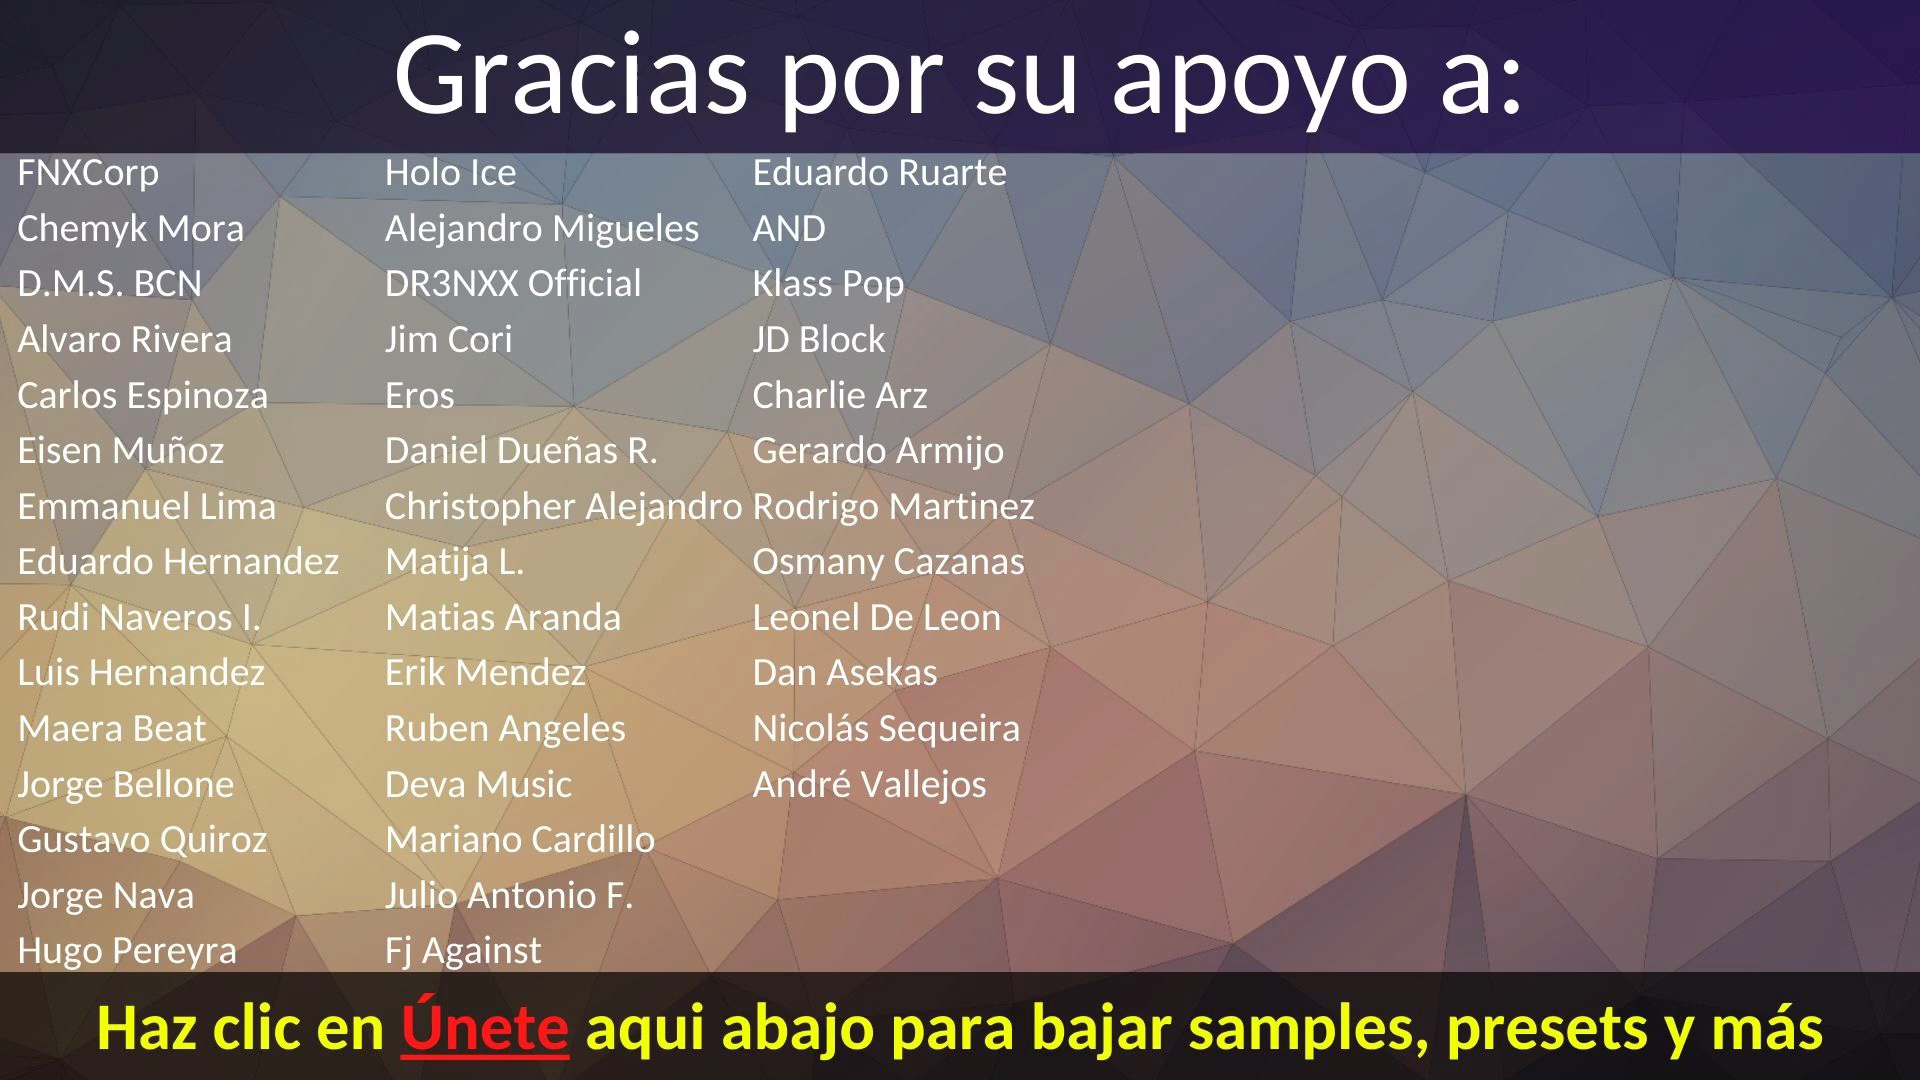 Gracias por su apoyo a:
FNXCorp
Chemyk Mora
D.M.S. BCN
Alvaro Rivera
Carlos Espinoza
Eisen Muñoz
Emmanuel Lima
Eduardo Hernandez
Rudi Naveros I.
Luis Hernandez
Maera Beat
Jorge Bellone
Gustavo Quiroz
Jorge Nava
Hugo Pereyra
Holo Ice
Alejandro Migueles
DR3NXX Official
Jim Cori
Eros
Daniel Dueñas R.
Christopher Alejandro
Matija L.
Matias Aranda
Erik Mendez
Ruben Angeles
Deva Music
Mariano Cardillo
Julio Antonio F.
Fj Against
Eduardo Ruarte
AND
Klass Pop
JD Block
Charlie Arz
Gerardo Armijo
Rodrigo Martinez
Osmany Cazanas
Leonel De Leon
Dan Asekas
Nicolás Sequeira
André Vallejos
Haz clic en Únete aqui abajo para bajar samples, presets y más